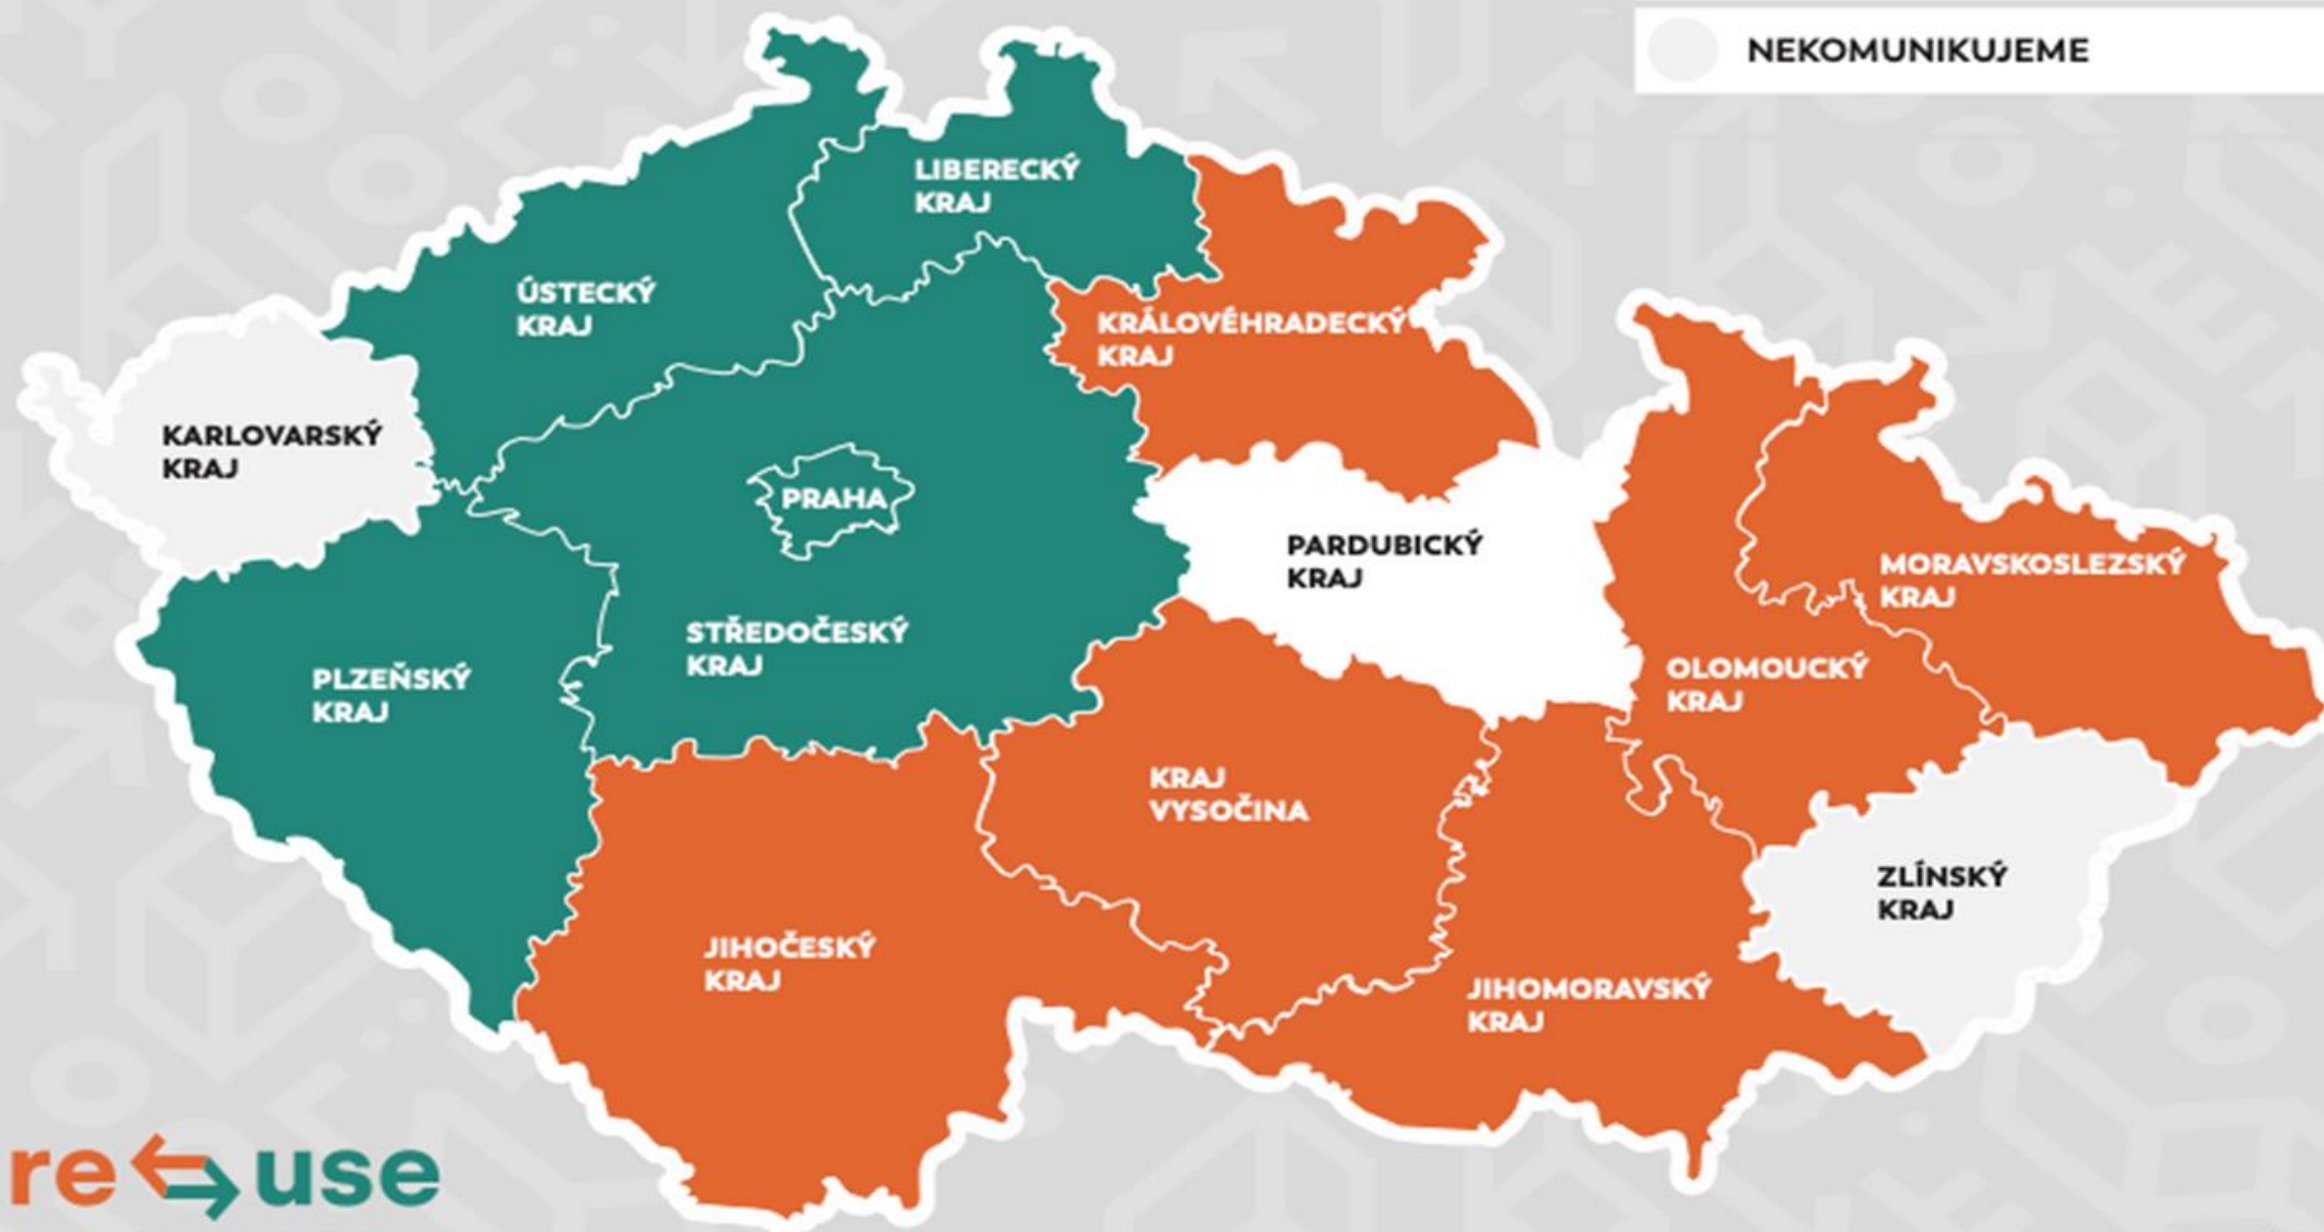 NEKOMUNIKUJEME
LIBERECKÝ
KRAJ
ÚSTECKÝ
KRAJ
KRÁLOVÉHRADECKÝ
KRAJ
KARLOVARSKÝ
KRAJ
PRAHA
PARDUBICKÝ
KRAJ
MORAVSKOSLEZSKÝ
KRAJ
STŘEDOČESKÝ
KRAJ
PLZEŇSKÝ
KRAJ
OLOMOUCKÝ
KRAJ
KRAJ
VYSOČINA
ZLÍNSKÝ
KRAJ
JIHOČESKÝ
KRAJ
JIHOMORAVSKÝ
KRAJ
re use